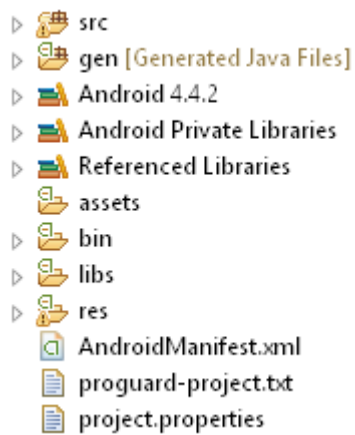 src
gen [Generated Java Files]
Android 4.4.2
Android Private Libraries
Referenced Libraries
assets
bin
libs
res
AndroidManifest.xml
proguard-project.txt
project.properties